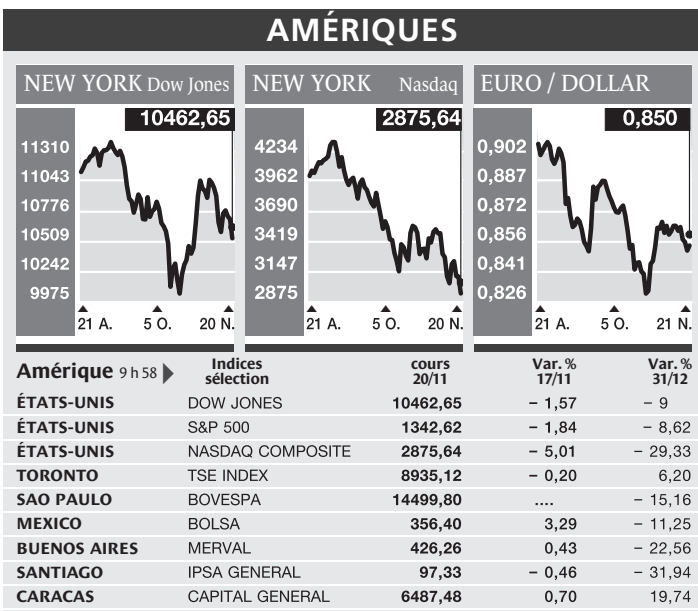 AMÉRIQUES
NEW YORK Dow Jones
10462,65
11310
11043
10776
10509
10242
9975
21 A. 5 O. 20 N.
NEW YORK Nasdaq
2875,64
4234
3962
3690
3419
3147
2875
21 A. 5 O. 20 N.
EURO / DOLLAR
0,850
0,902
0,887
0,872
0,856
0,841
0,826
21 A. 5 O. 21 N.
Amérique 9 h 58 Indices sélection cours 20/11 Var. % 17/11 Var. % 31/12
ÉTATS-UNIS DOW JONES 10462,65 – 1,57 – 9
ÉTATS-UNIS S&P 500 1342,62 – 1,84 – 8,62
ÉTATS-UNIS NASDAQ COMPOSITE 2875,64 – 5,01 – 29,33
TORONTO TSE INDEX 8935,12 – 0,20 6,20
SAO PAULO BOVESPA 14499,80 .... – 15,16
MEXICO BOLSA 356,40 3,29 – 11,25
BUENOS AIRES MERVAL 426,26 0,43 – 22,56
SANTIAGO IPSA GENERAL 97,33 – 0,46 – 31,94
CARACAS CAPITAL GENERAL 6487,48 0,70 19,74